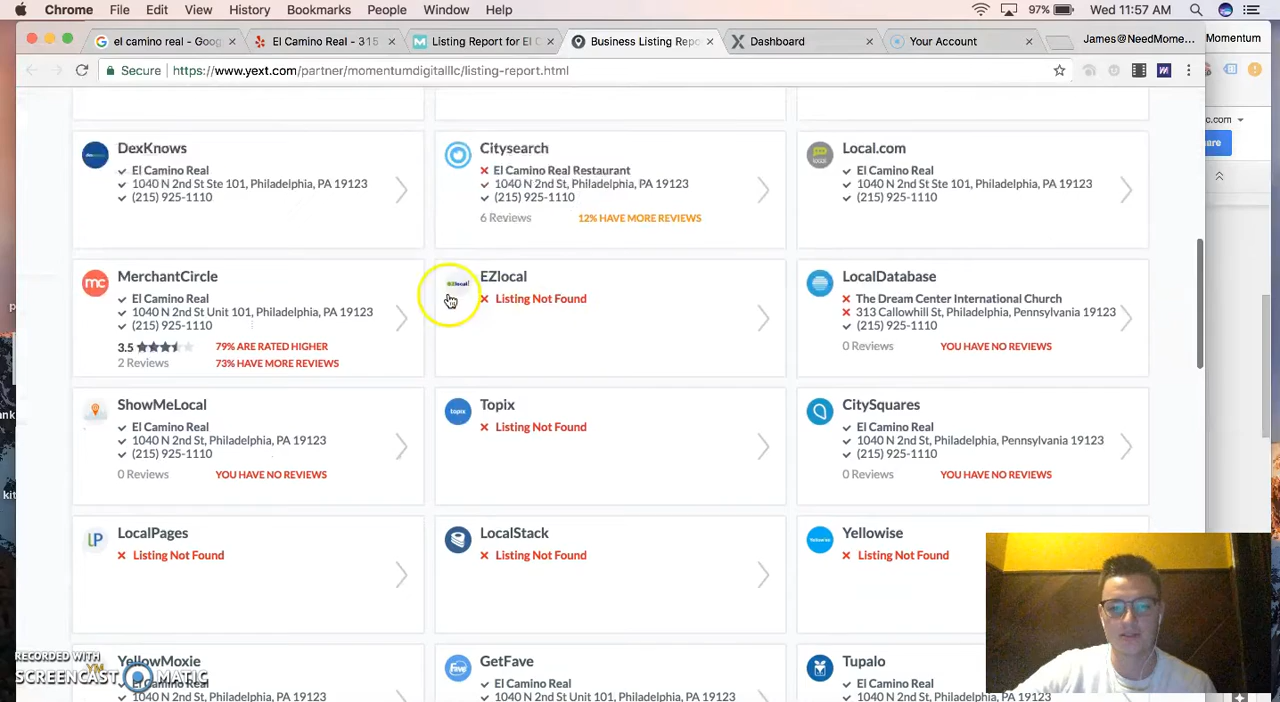 Chrome File Edit View History Bookmarks People Window Help 97% Wed 11:57 AM
el camino real - Goog El Camino Real - 315 Listing Report for El C Business Listing Repo Dashboard Your Account James@NeedMome... Momentum
Secure https://www.yext.com/partner/momentumdigitalllc/listing-report.html
c.com
are
DexKnows
El Camino Real
1040 N 2nd St Ste 101, Philadelphia, PA 19123
(215) 925-1110
Citysearch
El Camino Real Restaurant
1040 N 2nd St, Philadelphia, PA 19123
(215) 925-1110
6 Reviews 12% HAVE MORE REVIEWS
Local.com
El Camino Real
1040 N 2nd St Ste 101, Philadelphia, PA 19123
(215) 925-1110
mc
MerchantCircle
El Camino Real
1040 N 2nd St Unit 101, Philadelphia, PA 19123
(215) 925-1110
3.5 79% ARE RATED HIGHER
2 Reviews 73% HAVE MORE REVIEWS
EZlocal
Listing Not Found
LocalDatabase
The Dream Center International Church
313 Callowhill St, Philadelphia, Pennsylvania 19123
(215) 925-1110
0 Reviews YOU HAVE NO REVIEWS
ShowMeLocal
El Camino Real
1040 N 2nd St, Philadelphia, PA 19123
(215) 925-1110
0 Reviews YOU HAVE NO REVIEWS
topix
Topix
Listing Not Found
CitySquares
El Camino Real
1040 N 2nd St, Philadelphia, Pennsylvania 19123
(215) 925-1110
0 Reviews YOU HAVE NO REVIEWS
LP
LocalPages
Listing Not Found
LocalStack
Listing Not Found
Yellowise
Listing Not Found
YellowMoxie
El Camino Real
1040 N 2nd St, Philadelphia, PA 19123
GetFave
El Camino Real
1040 N 2nd St Unit 101, Philadelphia, PA 19123
Tupalo
El Camino Real
RECORDED WITH
SCREENCAST MATIC